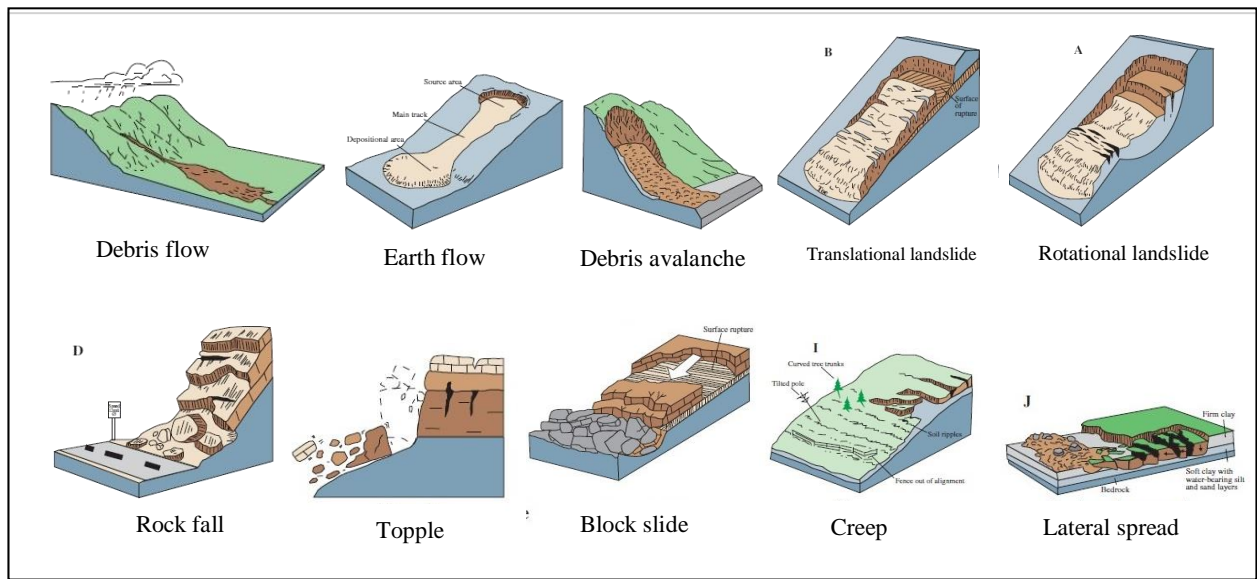 Source area
Main track
Depositional area
B
Surface
of
rupture
Toe
A
Debris flow
Earth flow
Debris avalanche
Translational landslide
Rotational landslide
D
Surface rupture
I
Curved tree trunks
Tilted pole
Soil ripples
Fence out of alignment
J
Firm clay
Soft clay with
water-bearing silt
and sand layers
Bedrock
Rock fall
Topple
Block slide
Creep
Lateral spread